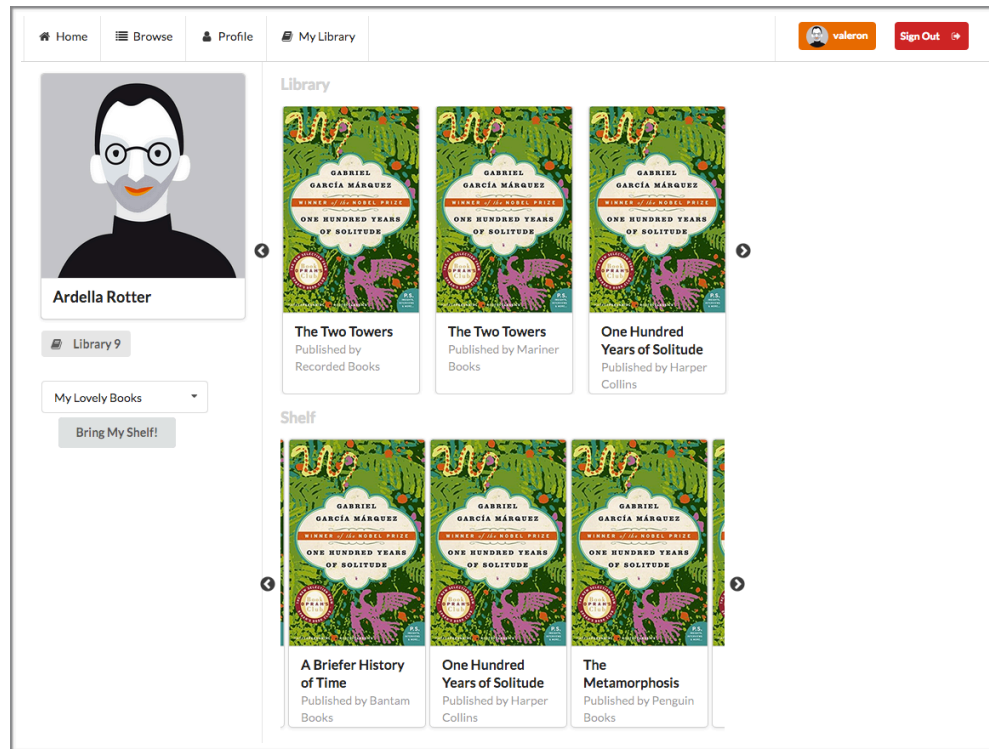 Home Browse Profile My Library valeron Sign Out
Library
GABRIEL
GARCÍA MÁRQUEZ
WINNER of the NOBEL PRIZE
ONE HUNDRED YEARS
OF SOLITUDE
P.S.
GABRIEL
GARCÍA MÁRQUEZ
WINNER of the NOBEL PRIZE
ONE HUNDRED YEARS
OF SOLITUDE
P.S.
GABRIEL
GARCÍA MÁRQUEZ
WINNER of the NOBEL PRIZE
ONE HUNDRED YEARS
OF SOLITUDE
P.S.
Ardella Rotter
Library 9
My Lovely Books
Bring My Shelf!
The Two Towers
Published by
Recorded Books
The Two Towers
Published by Mariner
Books
One Hundred
Years of Solitude
Published by Harper
Collins
Shelf
GABRIEL
GARCÍA MÁRQUEZ
WINNER of the NOBEL PRIZE
ONE HUNDRED YEARS
OF SOLITUDE
P.S.
GABRIEL
GARCÍA MÁRQUEZ
WINNER of the NOBEL PRIZE
ONE HUNDRED YEARS
OF SOLITUDE
P.S.
GABRIEL
GARCÍA MÁRQUEZ
WINNER of the NOBEL PRIZE
ONE HUNDRED YEARS
OF SOLITUDE
P.S.
A Briefer History
of Time
Published by Bantam
Books
One Hundred
Years of Solitude
Published by Harper
Collins
The
Metamorphosis
Published by Penguin
Books